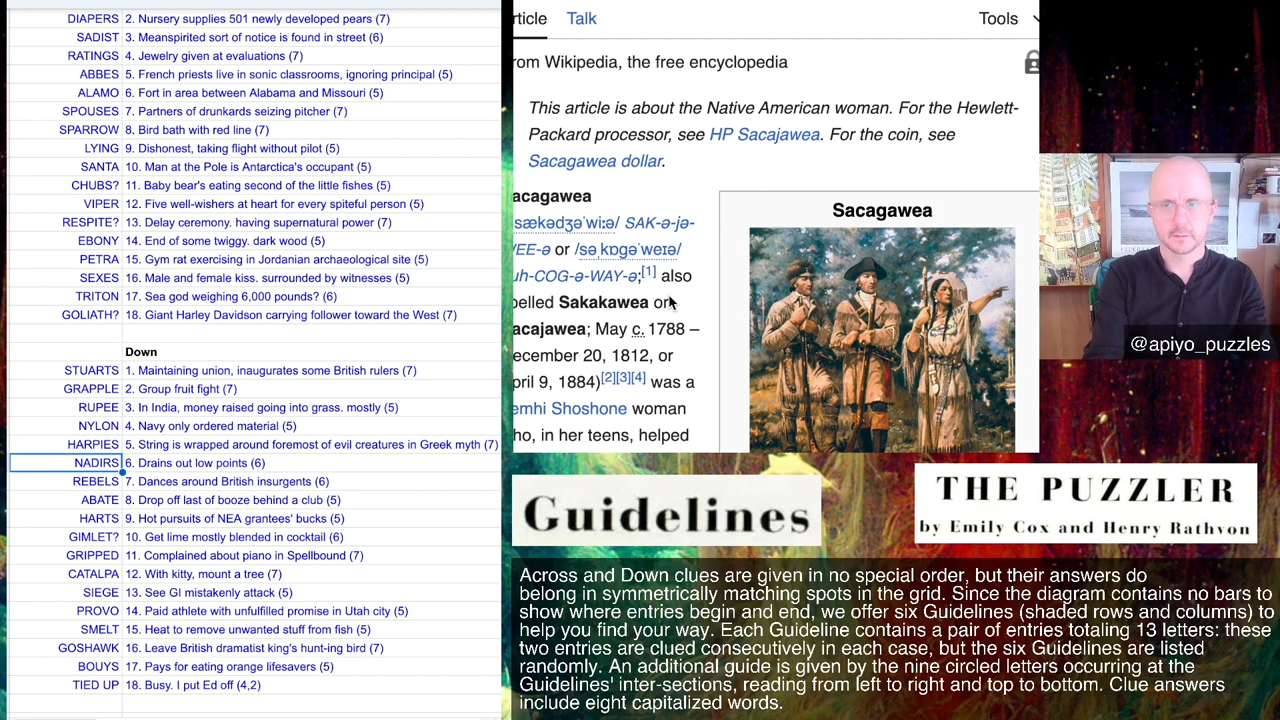 DIAPERS 2. Nursery supplies 501 newly developed pears (7)
SADIST 3. Meanspirited sort of notice is found in street (6)
RATINGS 4. Jewelry given at evaluations (7)
ABBES 5. French priests live in sonic classrooms, ignoring principal (5)
ALAMO 6. Fort in area between Alabama and Missouri (5)
SPOUSES 7. Partners of drunkards seizing pitcher (7)
SPARROW 8. Bird bath with red line (7)
LYING 9. Dishonest, taking flight without pilot (5)
SANTA 10. Man at the Pole is Antarctica's occupant (5)
CHUBS? 11. Baby bear's eating second of the little fishes (5)
VIPER 12. Five well-wishers at heart for every spiteful person (5)
RESPITE? 13. Delay ceremony. having supernatural power (7)
EBONY 14. End of some twiggy. dark wood (5)
PETRA 15. Gym rat exercising in Jordanian archaeological site (5)
SEXES 16. Male and female kiss. surrounded by witnesses (5)
TRITON 17. Sea god weighing 6,000 pounds? (6)
GOLIATH? 18. Giant Harley Davidson carrying follower toward the West (7)
Down
STUARTS 1. Maintaining union, inaugurates some British rulers (7)
GRAPPLE 2. Group fruit fight (7)
RUPEE 3. In India, money raised going into grass. mostly (5)
NYLON 4. Navy only ordered material (5)
HARPIES 5. String is wrapped around foremost of evil creatures in Greek myth (7)
NADIRS 6. Drains out low points (6)
REBELS 7. Dances around British insurgents (6)
ABATE 8. Drop off last of booze behind a club (5)
HARTS 9. Hot pursuits of NEA grantees' bucks (5)
GIMLET? 10. Get lime mostly blended in cocktail (6)
GRIPPED 11. Complained about piano in Spellbound (7)
CATALPA 12. With kitty, mount a tree (7)
SIEGE 13. See GI mistakenly attack (5)
PROVO 14. Paid athlete with unfulfilled promise in Utah city (5)
SMELT 15. Heat to remove unwanted stuff from fish (5)
GOSHAWK 16. Leave British dramatist king's hunt-ing bird (7)
BOUYS 17. Pays for eating orange lifesavers (5)
TIED UP 18. Busy. I put Ed off (4,2)
rticle Talk Tools
rom Wikipedia, the free encyclopedia
This article is about the Native American woman. For the Hewlett-
Packard processor, see HP Sacajawea. For the coin, see
Sacagawea dollar.
acagawea
sækədʒəˈwiːə/ SAK-ə-jə-
VEE-ə or /səˌkɒɡəˈweɪə/
uh-COG-ə-WAY-ə;[1] also
pelled Sakakawea or
acajawea; May c. 1788 –
ecember 20, 1812, or
pril 9, 1884)[2][3][4] was a
emhi Shoshone woman
ho, in her teens, helped
Sacagawea
@apiyo_puzzles
Guidelines
THE PUZZLER
by Emily Cox and Henry Rathvon
Across and Down clues are given in no special order, but their answers do
belong in symmetrically matching spots in the grid. Since the diagram contains no bars to
show where entries begin and end, we offer six Guidelines (shaded rows and columns) to
help you find your way. Each Guideline contains a pair of entries totaling 13 letters: these
two entries are clued consecutively in each case, but the six Guidelines are listed
randomly. An additional guide is given by the nine circled letters occurring at the
Guidelines' inter-sections, reading from left to right and top to bottom. Clue answers
include eight capitalized words.